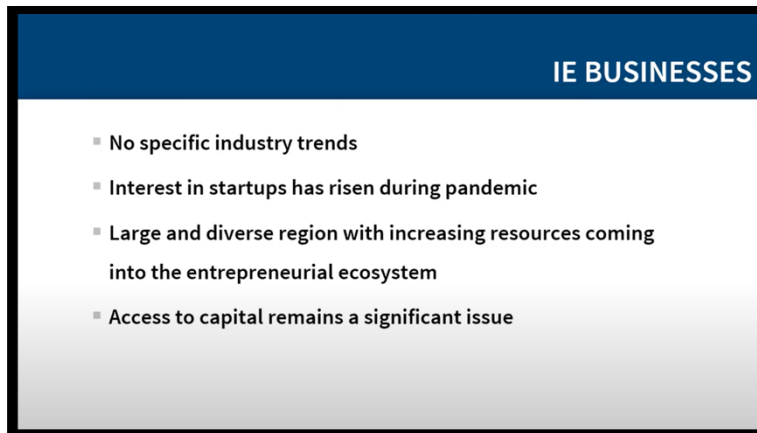 IE BUSINESSES
No specific industry trends
Interest in startups has risen during pandemic
Large and diverse region with increasing resources coming
into the entrepreneurial ecosystem
Access to capital remains a significant issue